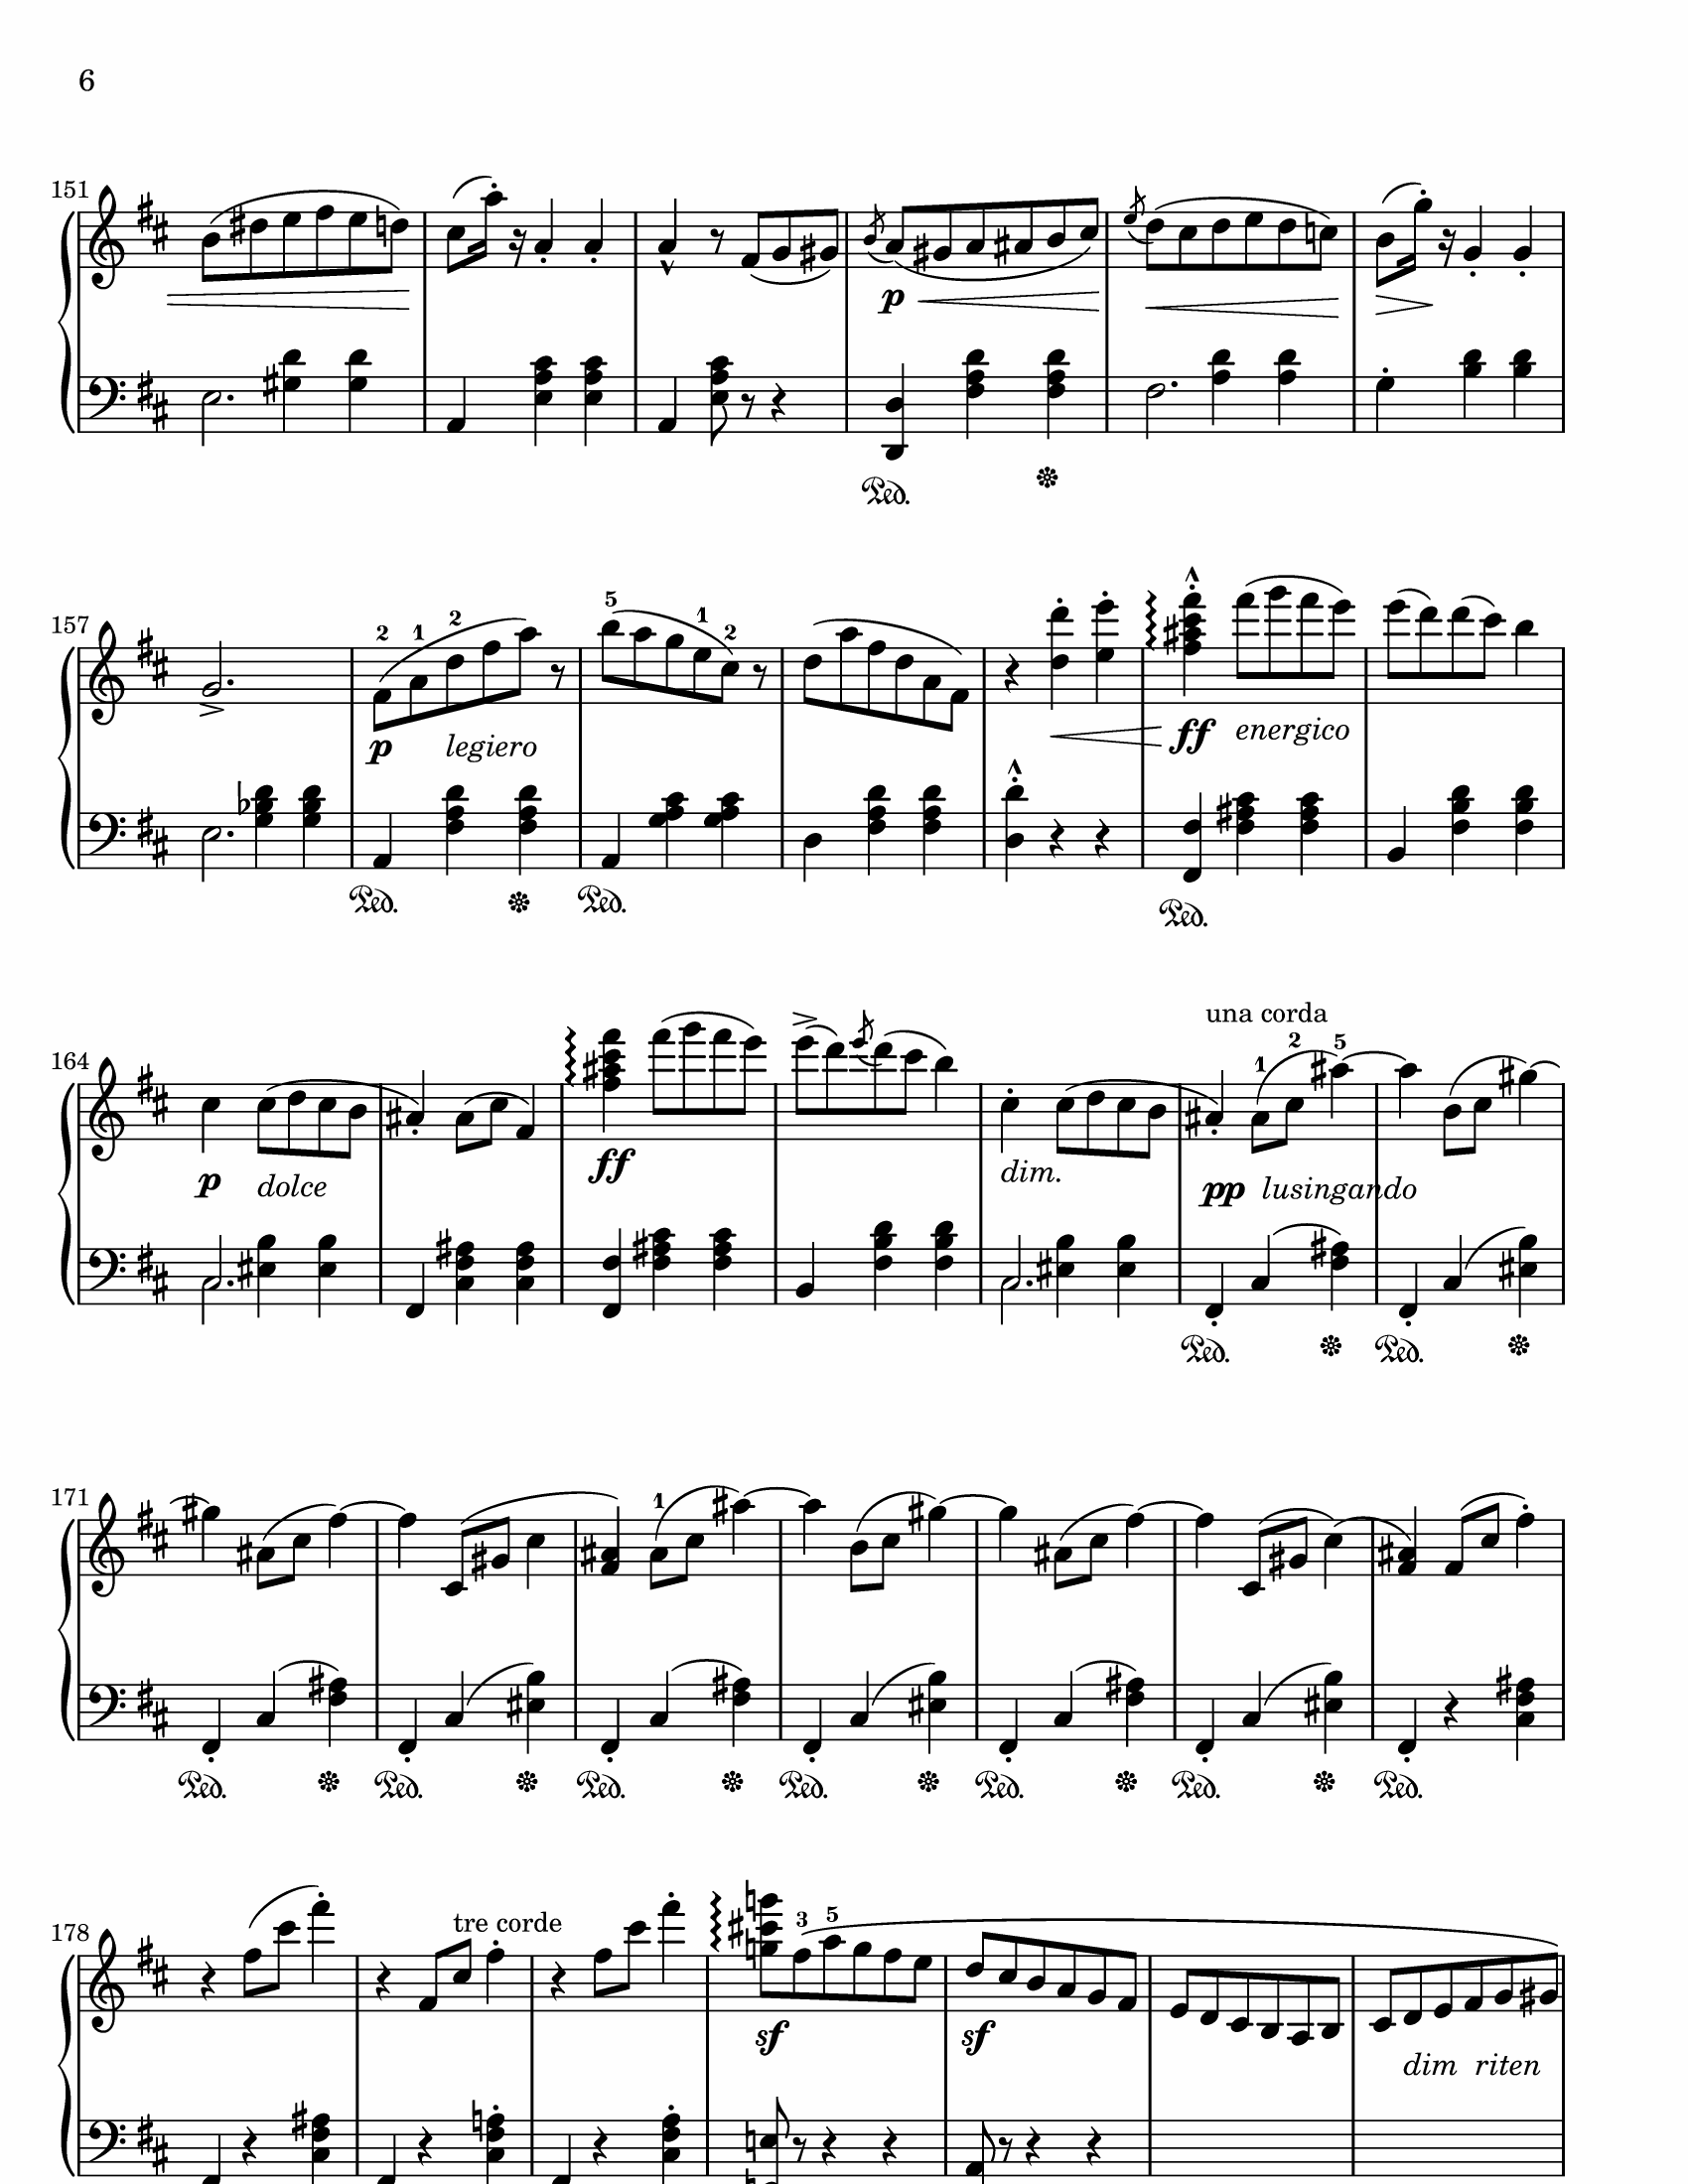 6
151
p
Ped.
157
2 1 2 5 1 2
p legiero ff energico
Ped. Ped. Ped.
una corda
164
1 2 5
p dolce ff dim. pp lusingando
Ped. Ped.
171
1
Ped. Ped. Ped. Ped. Ped. Ped. Ped.
178
tre corde
3 5
sf sf
dim riten